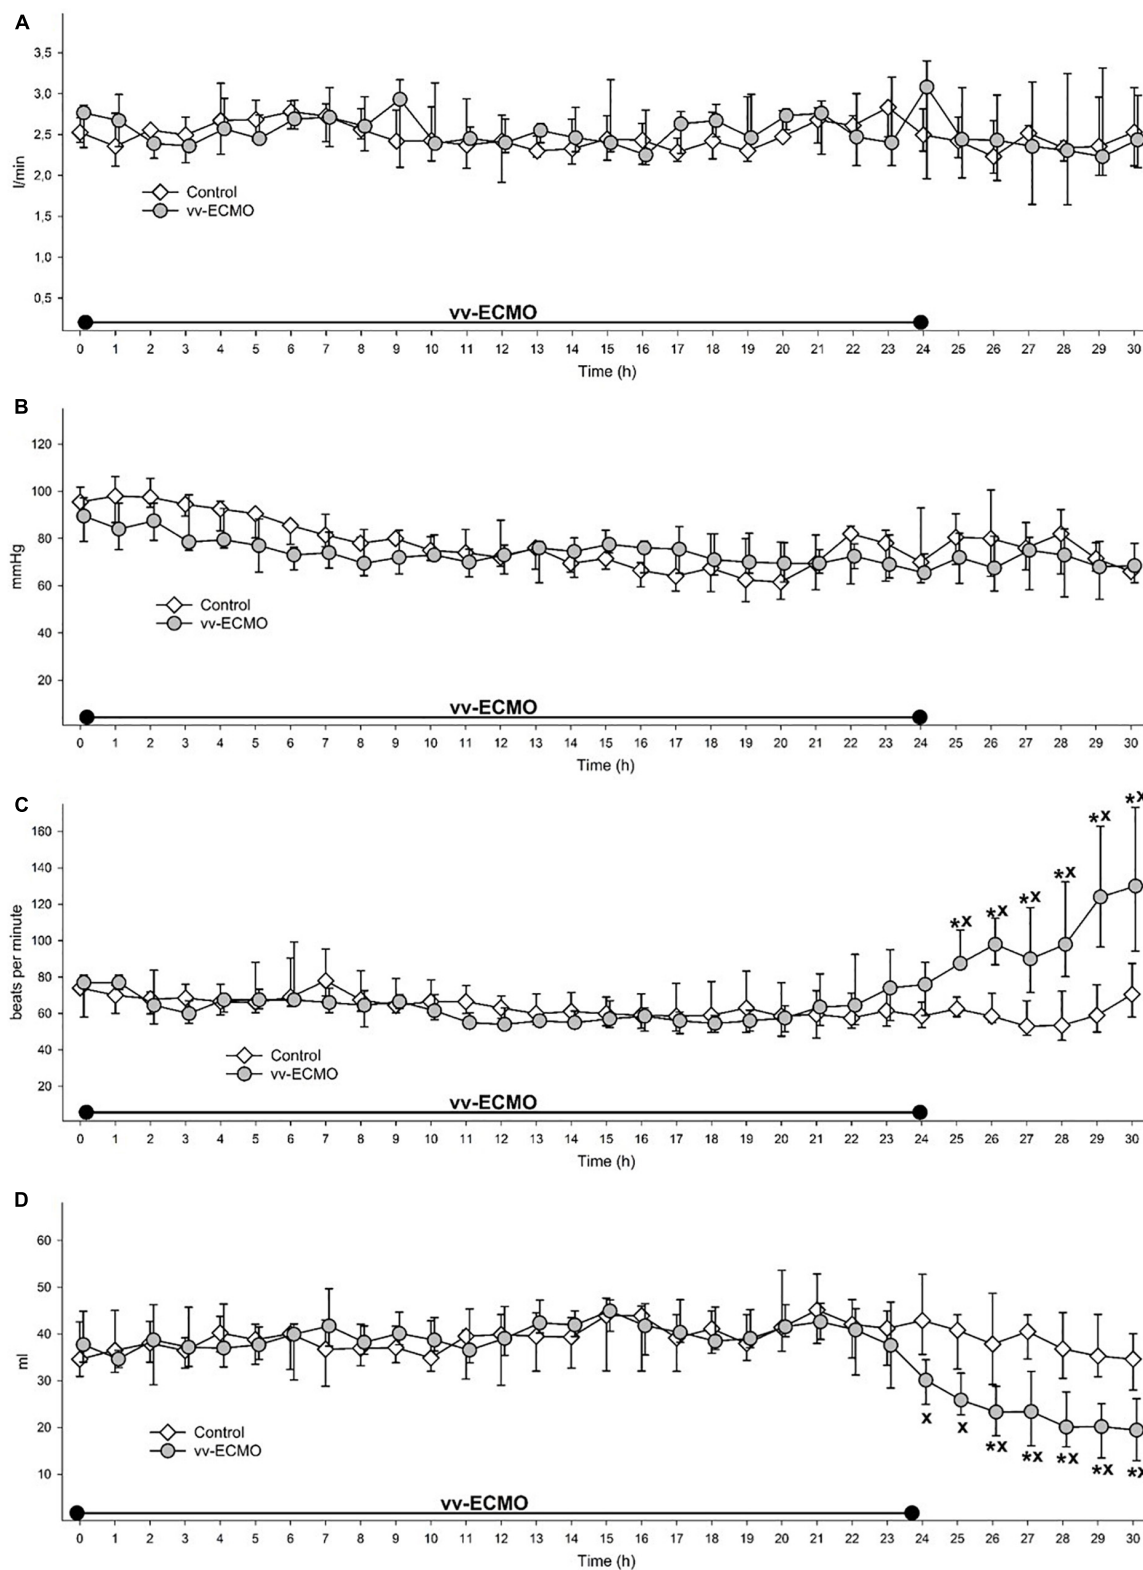 A
3,5
3,0
2,5
2,0
1,5
1,0
0,5
l/min
Control
vv-ECMO
vv-ECMO
0 1 2 3 4 5 6 7 8 9 10 11 12 13 14 15 16 17 18 19 20 21 22 23 24 25 26 27 28 29 30
Time (h)
B
120
100
80
60
40
20
mmHg
Control
vv-ECMO
vv-ECMO
0 1 2 3 4 5 6 7 8 9 10 11 12 13 14 15 16 17 18 19 20 21 22 23 24 25 26 27 28 29 30
Time (h)
C
160
140
120
100
80
60
40
20
beats per minute
*x *x *x *x *x *x
Control
vv-ECMO
vv-ECMO
0 1 2 3 4 5 6 7 8 9 10 11 12 13 14 15 16 17 18 19 20 21 22 23 24 25 26 27 28 29 30
Time (h)
D
60
50
40
30
20
10
ml
Control
vv-ECMO
x x *x *x *x *x *x
vv-ECMO
0 1 2 3 4 5 6 7 8 9 10 11 12 13 14 15 16 17 18 19 20 21 22 23 24 25 26 27 28 29 30
Time (h)